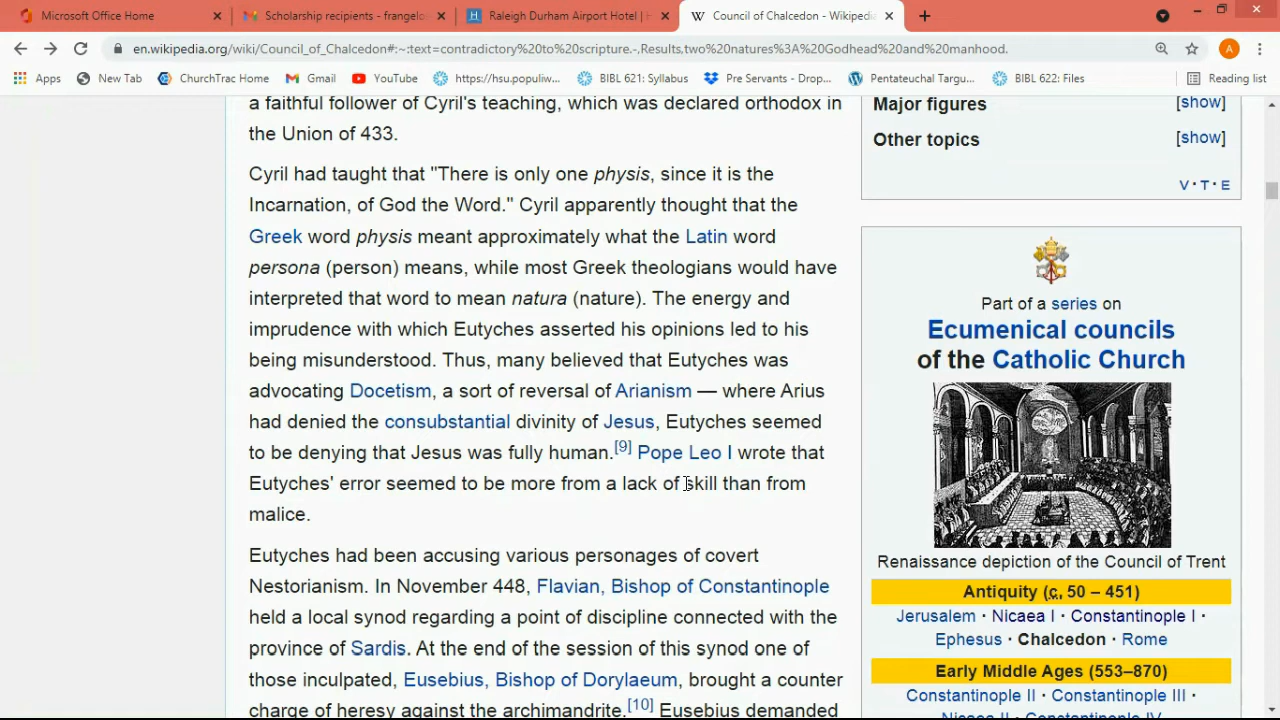 Microsoft Office Home
Scholarship recipients - frangelo
Raleigh Durham Airport Hotel | H
Council of Chalcedon - Wikipedia
en.wikipedia.org/wiki/Council_of_Chalcedon#:~:text=contradictory%20to%20scripture.-,Results,two%20natures%3A%20Godhead%20and%20manhood.
A
Apps New Tab ChurchTrac Home Gmail YouTube https://hsu.populiw... BIBL 621: Syllabus Pre Servants - Drop... Pentateuchal Targu... BIBL 622: Files Reading list
a faithful follower of Cyril's teaching, which was declared orthodox in
the Union of 433.
Cyril had taught that "There is only one physis, since it is the
Incarnation, of God the Word." Cyril apparently thought that the
Greek word physis meant approximately what the Latin word
persona (person) means, while most Greek theologians would have
interpreted that word to mean natura (nature). The energy and
imprudence with which Eutyches asserted his opinions led to his
being misunderstood. Thus, many believed that Eutyches was
advocating Docetism, a sort of reversal of Arianism — where Arius
had denied the consubstantial divinity of Jesus, Eutyches seemed
to be denying that Jesus was fully human.[9] Pope Leo I wrote that
Eutyches' error seemed to be more from a lack of skill than from
malice.
Eutyches had been accusing various personages of covert
Nestorianism. In November 448, Flavian, Bishop of Constantinople
held a local synod regarding a point of discipline connected with the
province of Sardis. At the end of the session of this synod one of
those inculpated, Eusebius, Bishop of Dorylaeum, brought a counter
charge of heresy against the archimandrite.[10] Eusebius demanded
Major figures [show]
Other topics [show]
V · T · E
Part of a series on
Ecumenical councils
of the Catholic Church
Renaissance depiction of the Council of Trent
Antiquity (c. 50 – 451)
Jerusalem · Nicaea I · Constantinople I ·
Ephesus · Chalcedon · Rome
Early Middle Ages (553–870)
Constantinople II · Constantinople III ·
Nicaea II · Constantinople IV